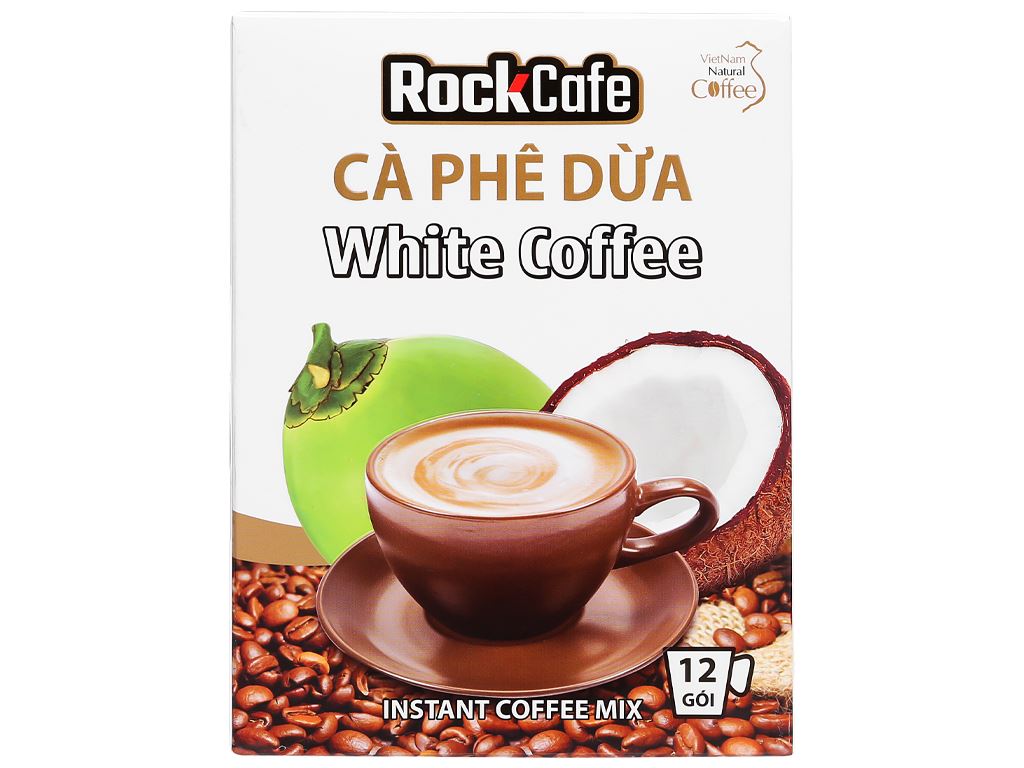 RockCafe
VietNam
Natural
Coffee
CÀ PHÊ DỪA
White Coffee
12
GÓI
INSTANT COFFEE MIX